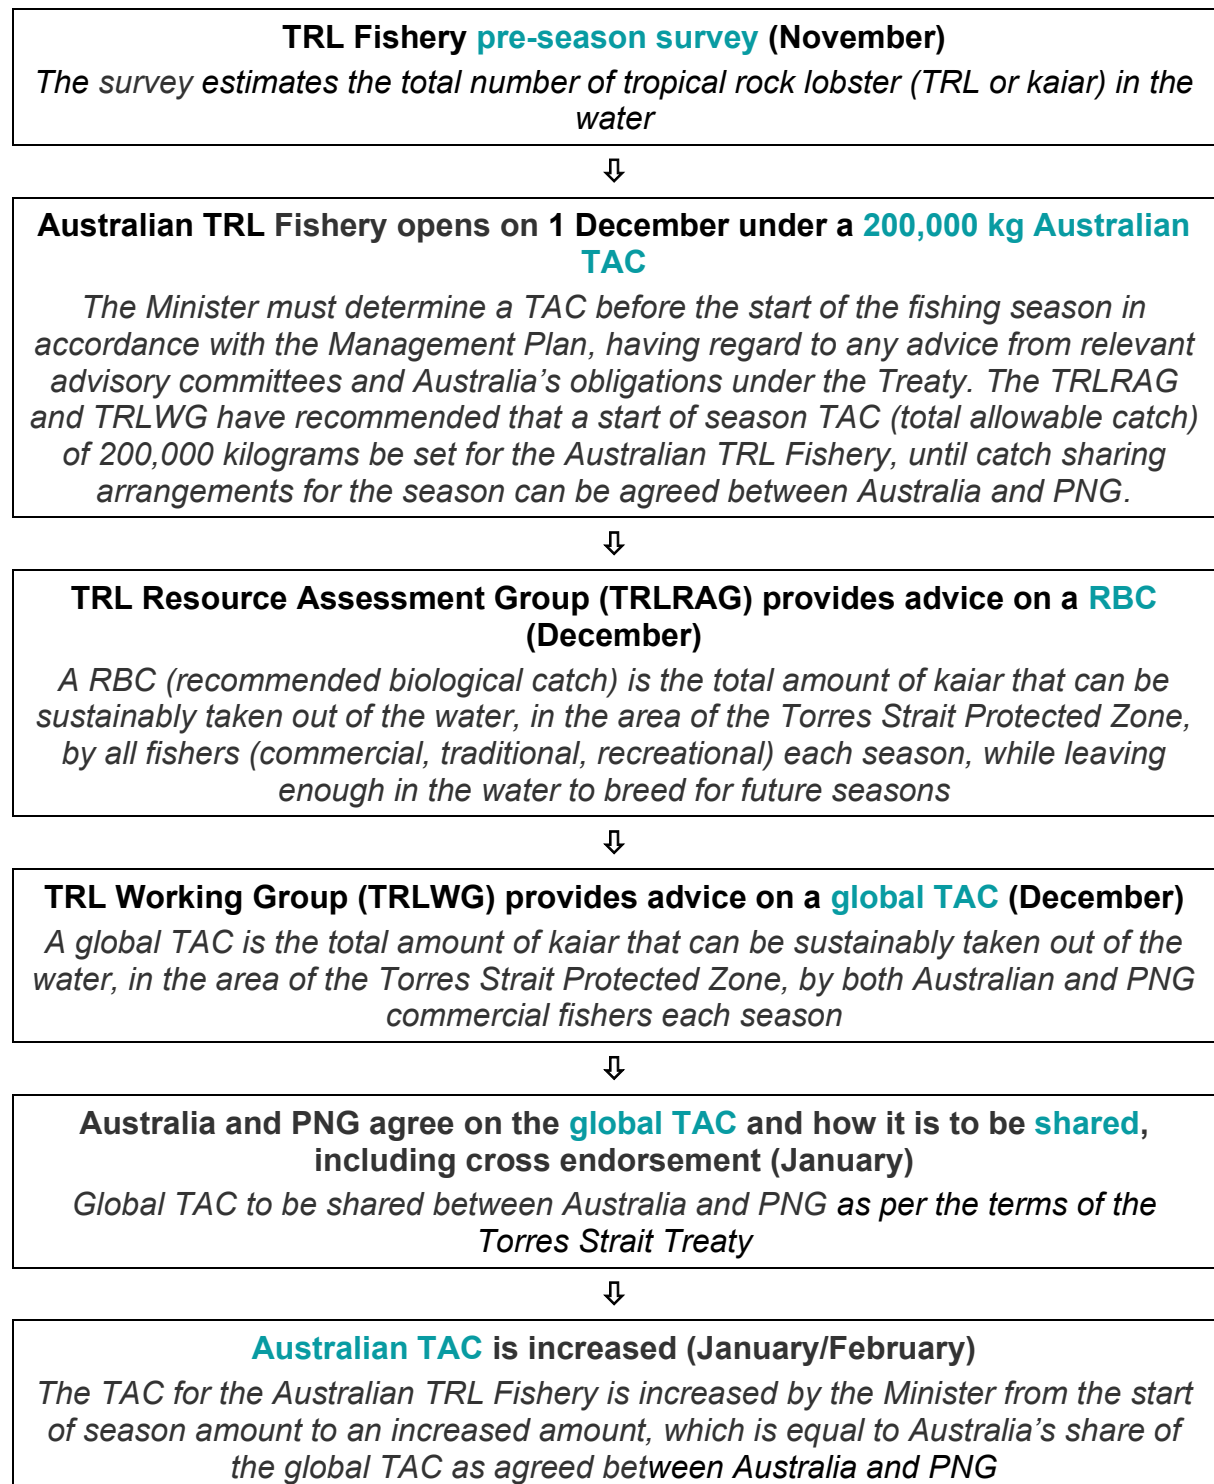 TRL Fishery pre-season survey (November)
The survey estimates the total number of tropical rock lobster (TRL or kaiar) in the
water
⇩
Australian TRL Fishery opens on 1 December under a 200,000 kg Australian
TAC
The Minister must determine a TAC before the start of the fishing season in
accordance with the Management Plan, having regard to any advice from relevant
advisory committees and Australia's obligations under the Treaty. The TRLRAG
and TRLWG have recommended that a start of season TAC (total allowable catch)
of 200,000 kilograms be set for the Australian TRL Fishery, until catch sharing
arrangements for the season can be agreed between Australia and PNG.
⇩
TRL Resource Assessment Group (TRLRAG) provides advice on a RBC
(December)
A RBC (recommended biological catch) is the total amount of kaiar that can be
sustainably taken out of the water, in the area of the Torres Strait Protected Zone,
by all fishers (commercial, traditional, recreational) each season, while leaving
enough in the water to breed for future seasons
⇩
TRL Working Group (TRLWG) provides advice on a global TAC (December)
A global TAC is the total amount of kaiar that can be sustainably taken out of the
water, in the area of the Torres Strait Protected Zone, by both Australian and PNG
commercial fishers each season
⇩
Australia and PNG agree on the global TAC and how it is to be shared,
including cross endorsement (January)
Global TAC to be shared between Australia and PNG as per the terms of the
Torres Strait Treaty
⇩
Australian TAC is increased (January/February)
The TAC for the Australian TRL Fishery is increased by the Minister from the start
of season amount to an increased amount, which is equal to Australia's share of
the global TAC as agreed between Australia and PNG